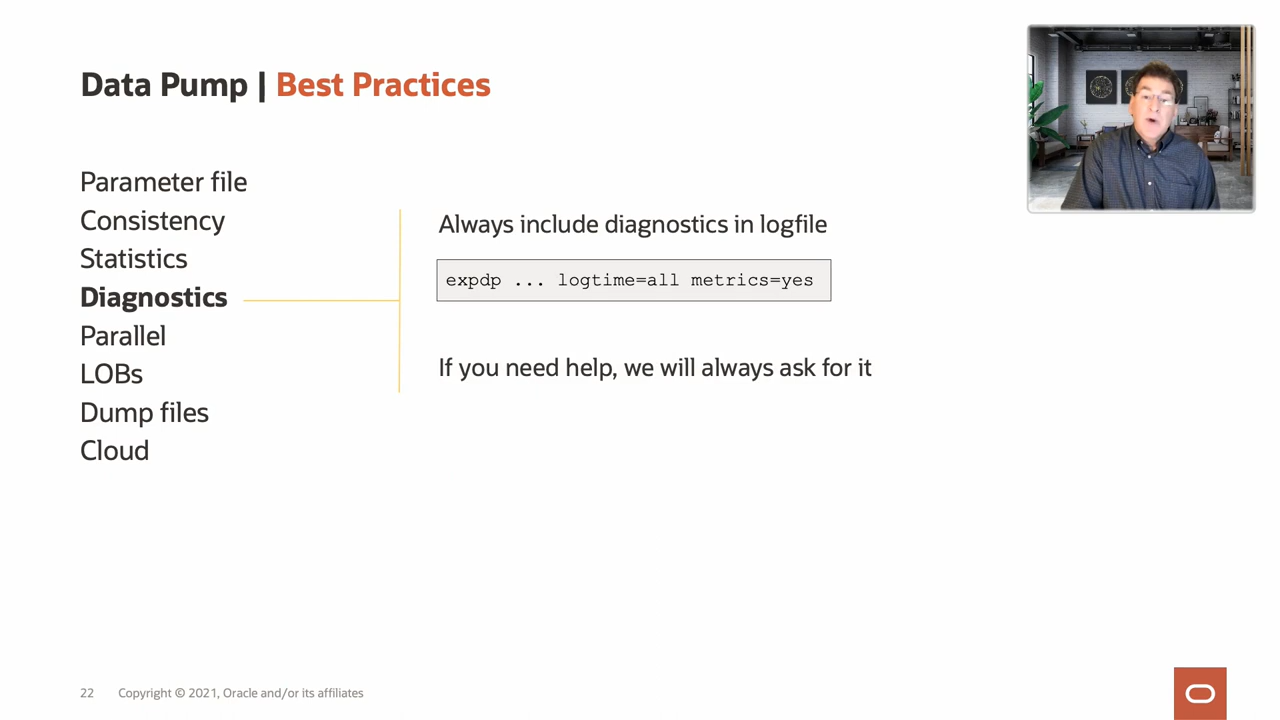 Data Pump | Best Practices
Parameter file
Consistency
Statistics
Diagnostics
Parallel
LOBs
Dump files
Cloud
Always include diagnostics in logfile
expdp ... logtime=all metrics=yes
If you need help, we will always ask for it
22 Copyright © 2021, Oracle and/or its affiliates